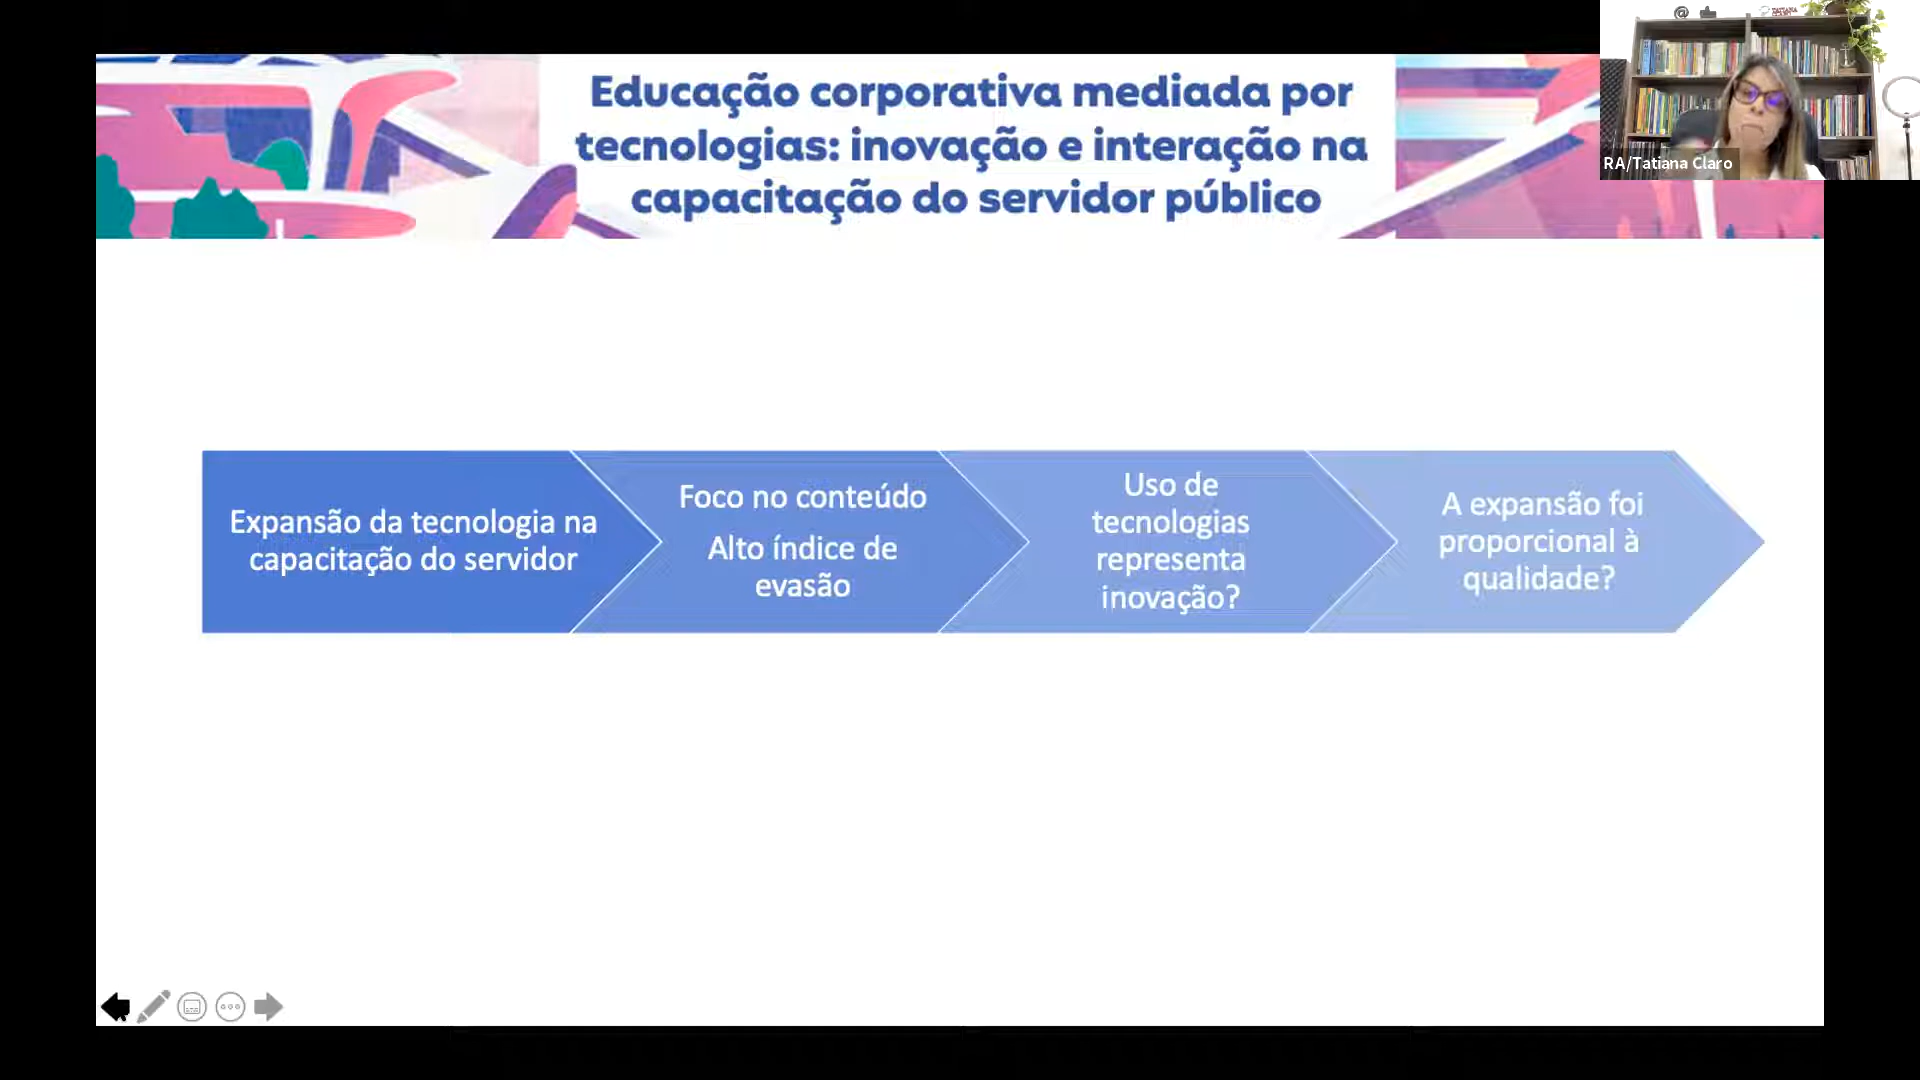 Educação corporativa mediada por
tecnologias: inovação e interação na
capacitação do servidor público
RA/Tatiana Claro
Expansão da tecnologia na
capacitação do servidor
Foco no conteúdo
Alto índice de
evasão
Uso de
tecnologias
representa
inovação?
A expansão foi
proporcional à
qualidade?